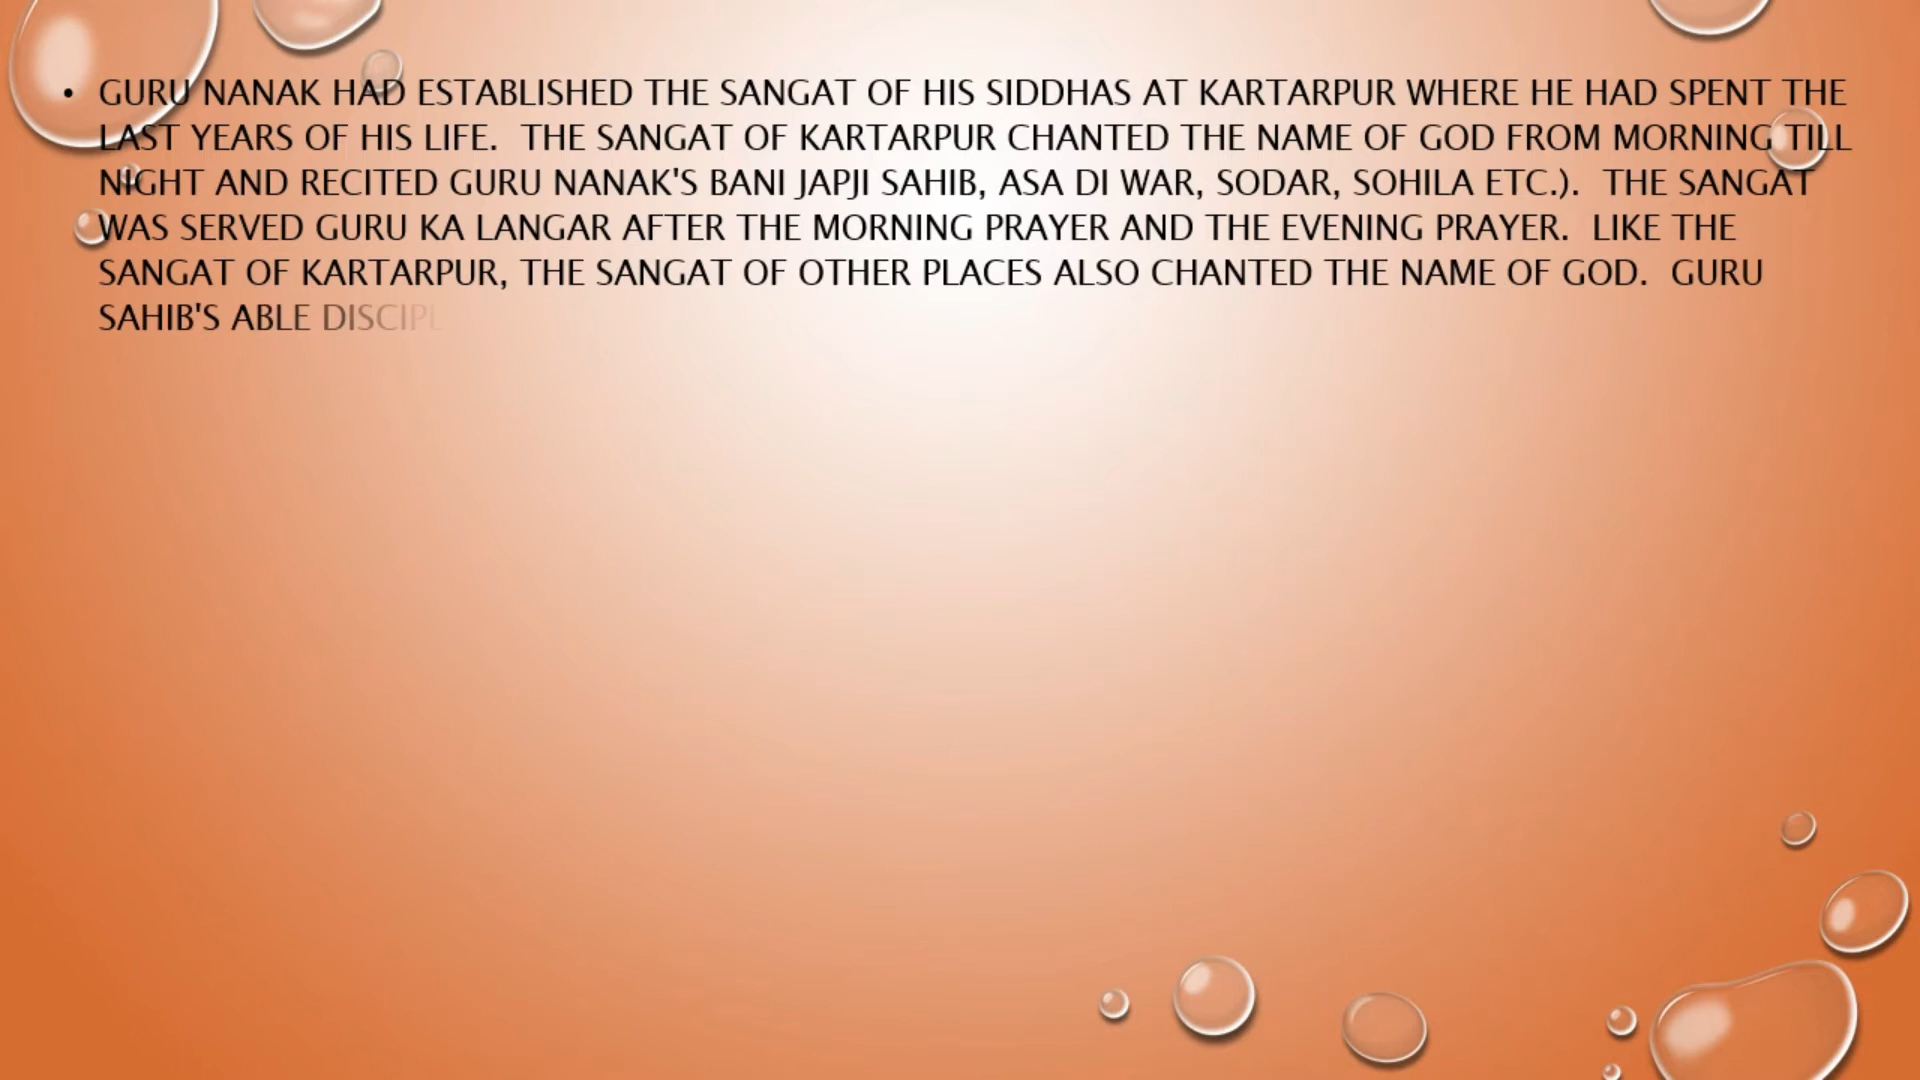 • GURU NANAK HAD ESTABLISHED THE SANGAT OF HIS SIDDHAS AT KARTARPUR WHERE HE HAD SPENT THE
LAST YEARS OF HIS LIFE. THE SANGAT OF KARTARPUR CHANTED THE NAME OF GOD FROM MORNING TILL
NIGHT AND RECITED GURU NANAK'S BANI JAPJI SAHIB, ASA DI WAR, SODAR, SOHILA ETC.). THE SANGAT
WAS SERVED GURU KA LANGAR AFTER THE MORNING PRAYER AND THE EVENING PRAYER. LIKE THE
SANGAT OF KARTARPUR, THE SANGAT OF OTHER PLACES ALSO CHANTED THE NAME OF GOD. GURU
SAHIB'S ABLE DISCIPL